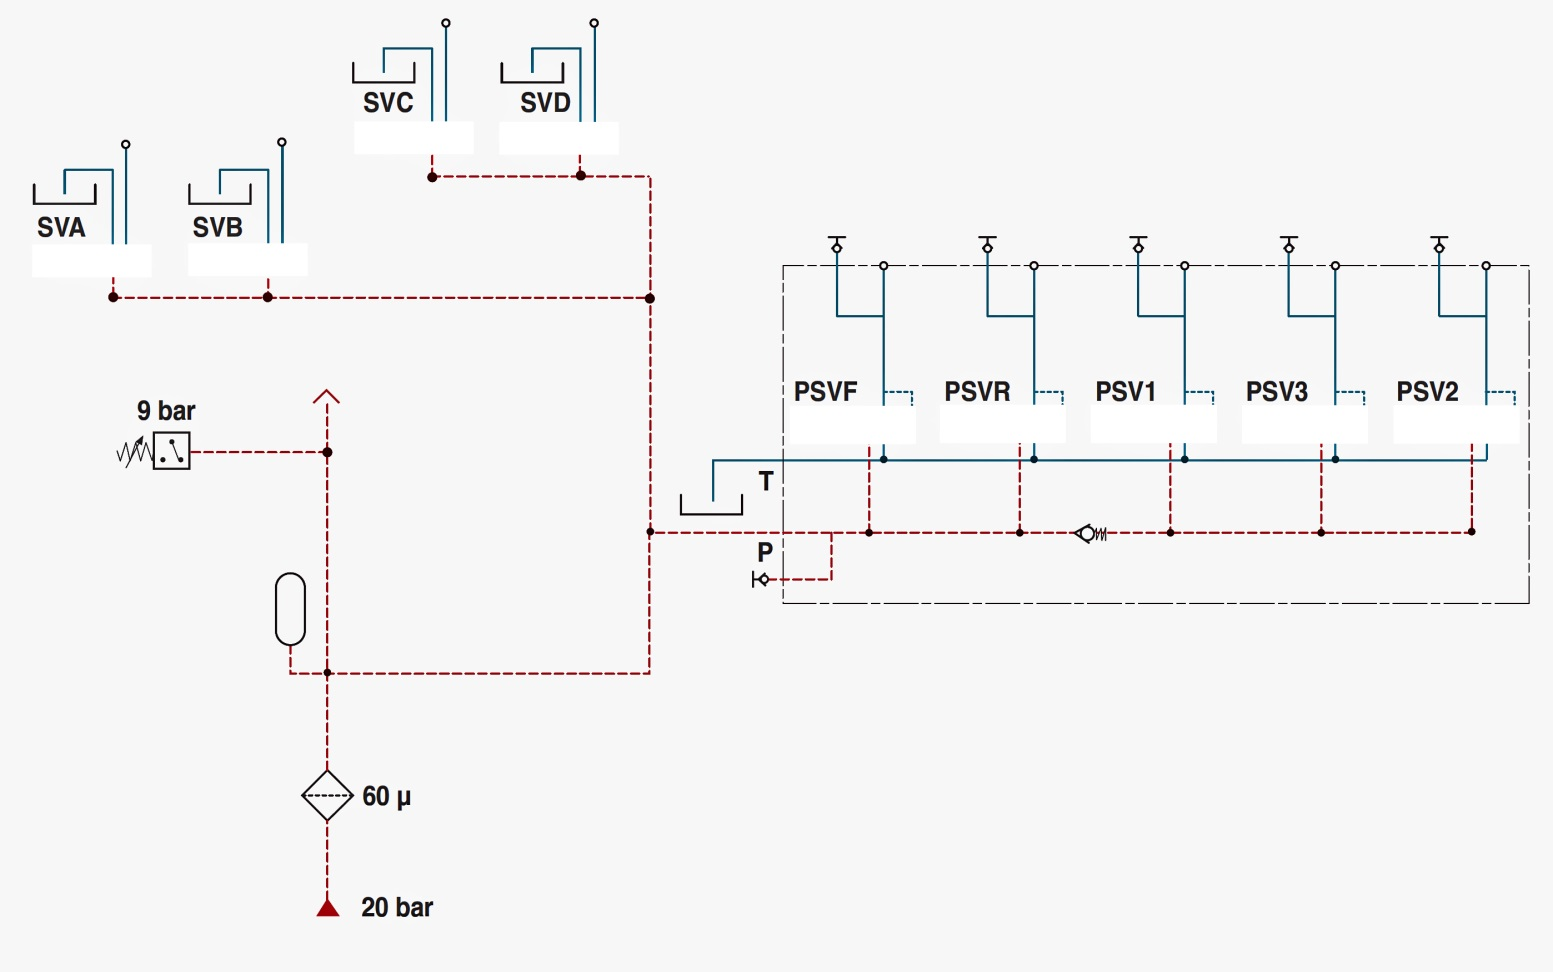 SVC
SVD
SVA
SVB
9 bar
PSVF
PSVR
PSV1
PSV3
PSV2
T
P
60 µ
20 bar